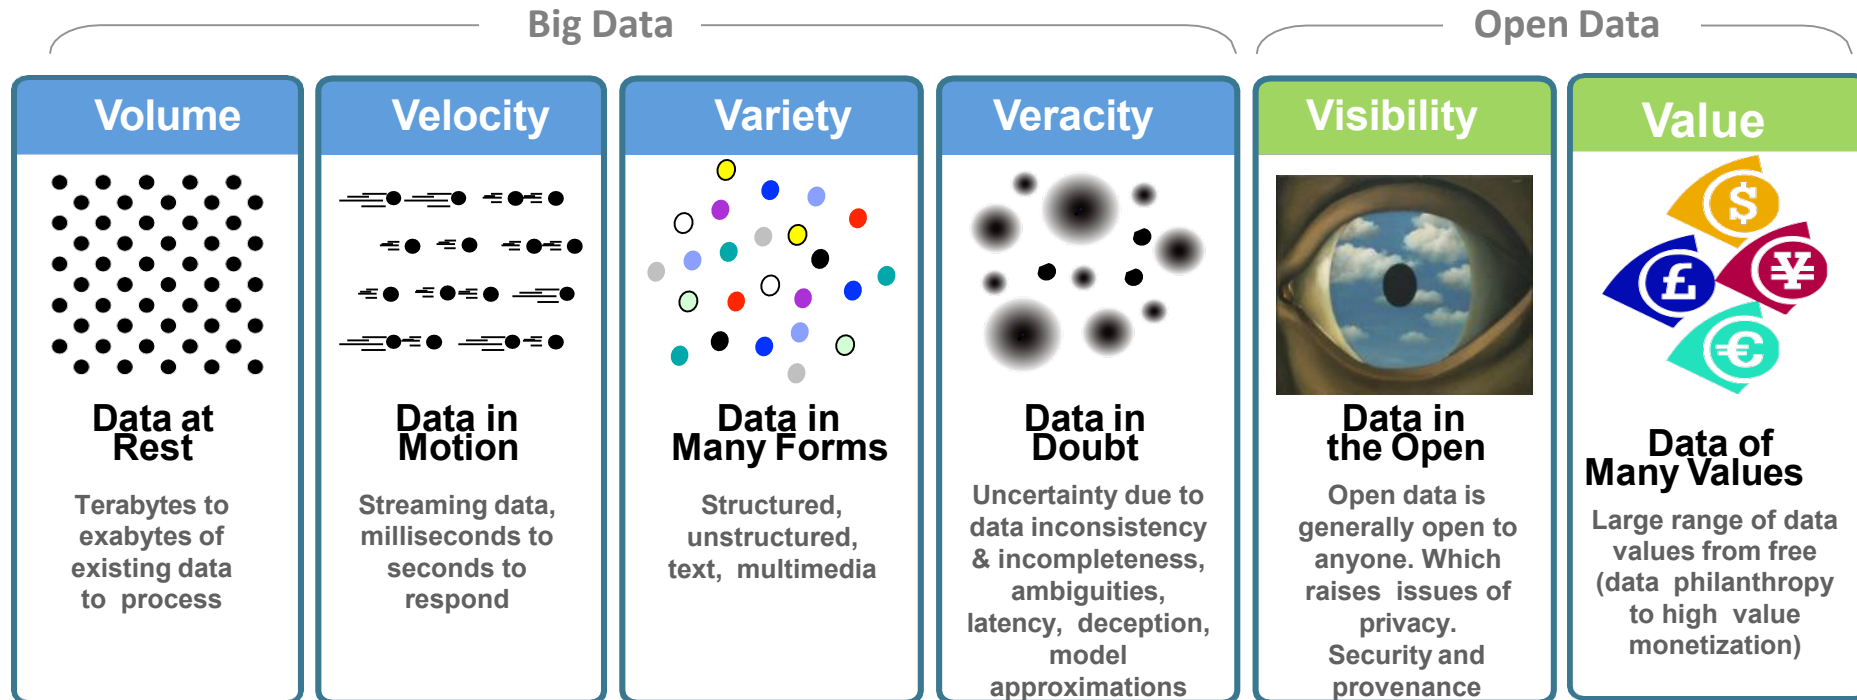 Big Data
Open Data
Volume
Data at
Rest
Terabytes to
exabytes of
existing data
to process
Velocity
Data in
Motion
Streaming data,
milliseconds to
seconds to
respond
Variety
Data in
Many Forms
Structured,
unstructured,
text, multimedia
Veracity
Data in
Doubt
Uncertainty due to
data inconsistency
& incompleteness,
ambiguities,
latency, deception,
model
approximations
Visibility
Data in
the Open
Open data is
generally open to
anyone. Which
raises issues of
privacy.
Security and
provenance
Value
$
£
¥
€
Data of
Many Values
Large range of data
values from free
(data philanthropy
to high value
monetization)